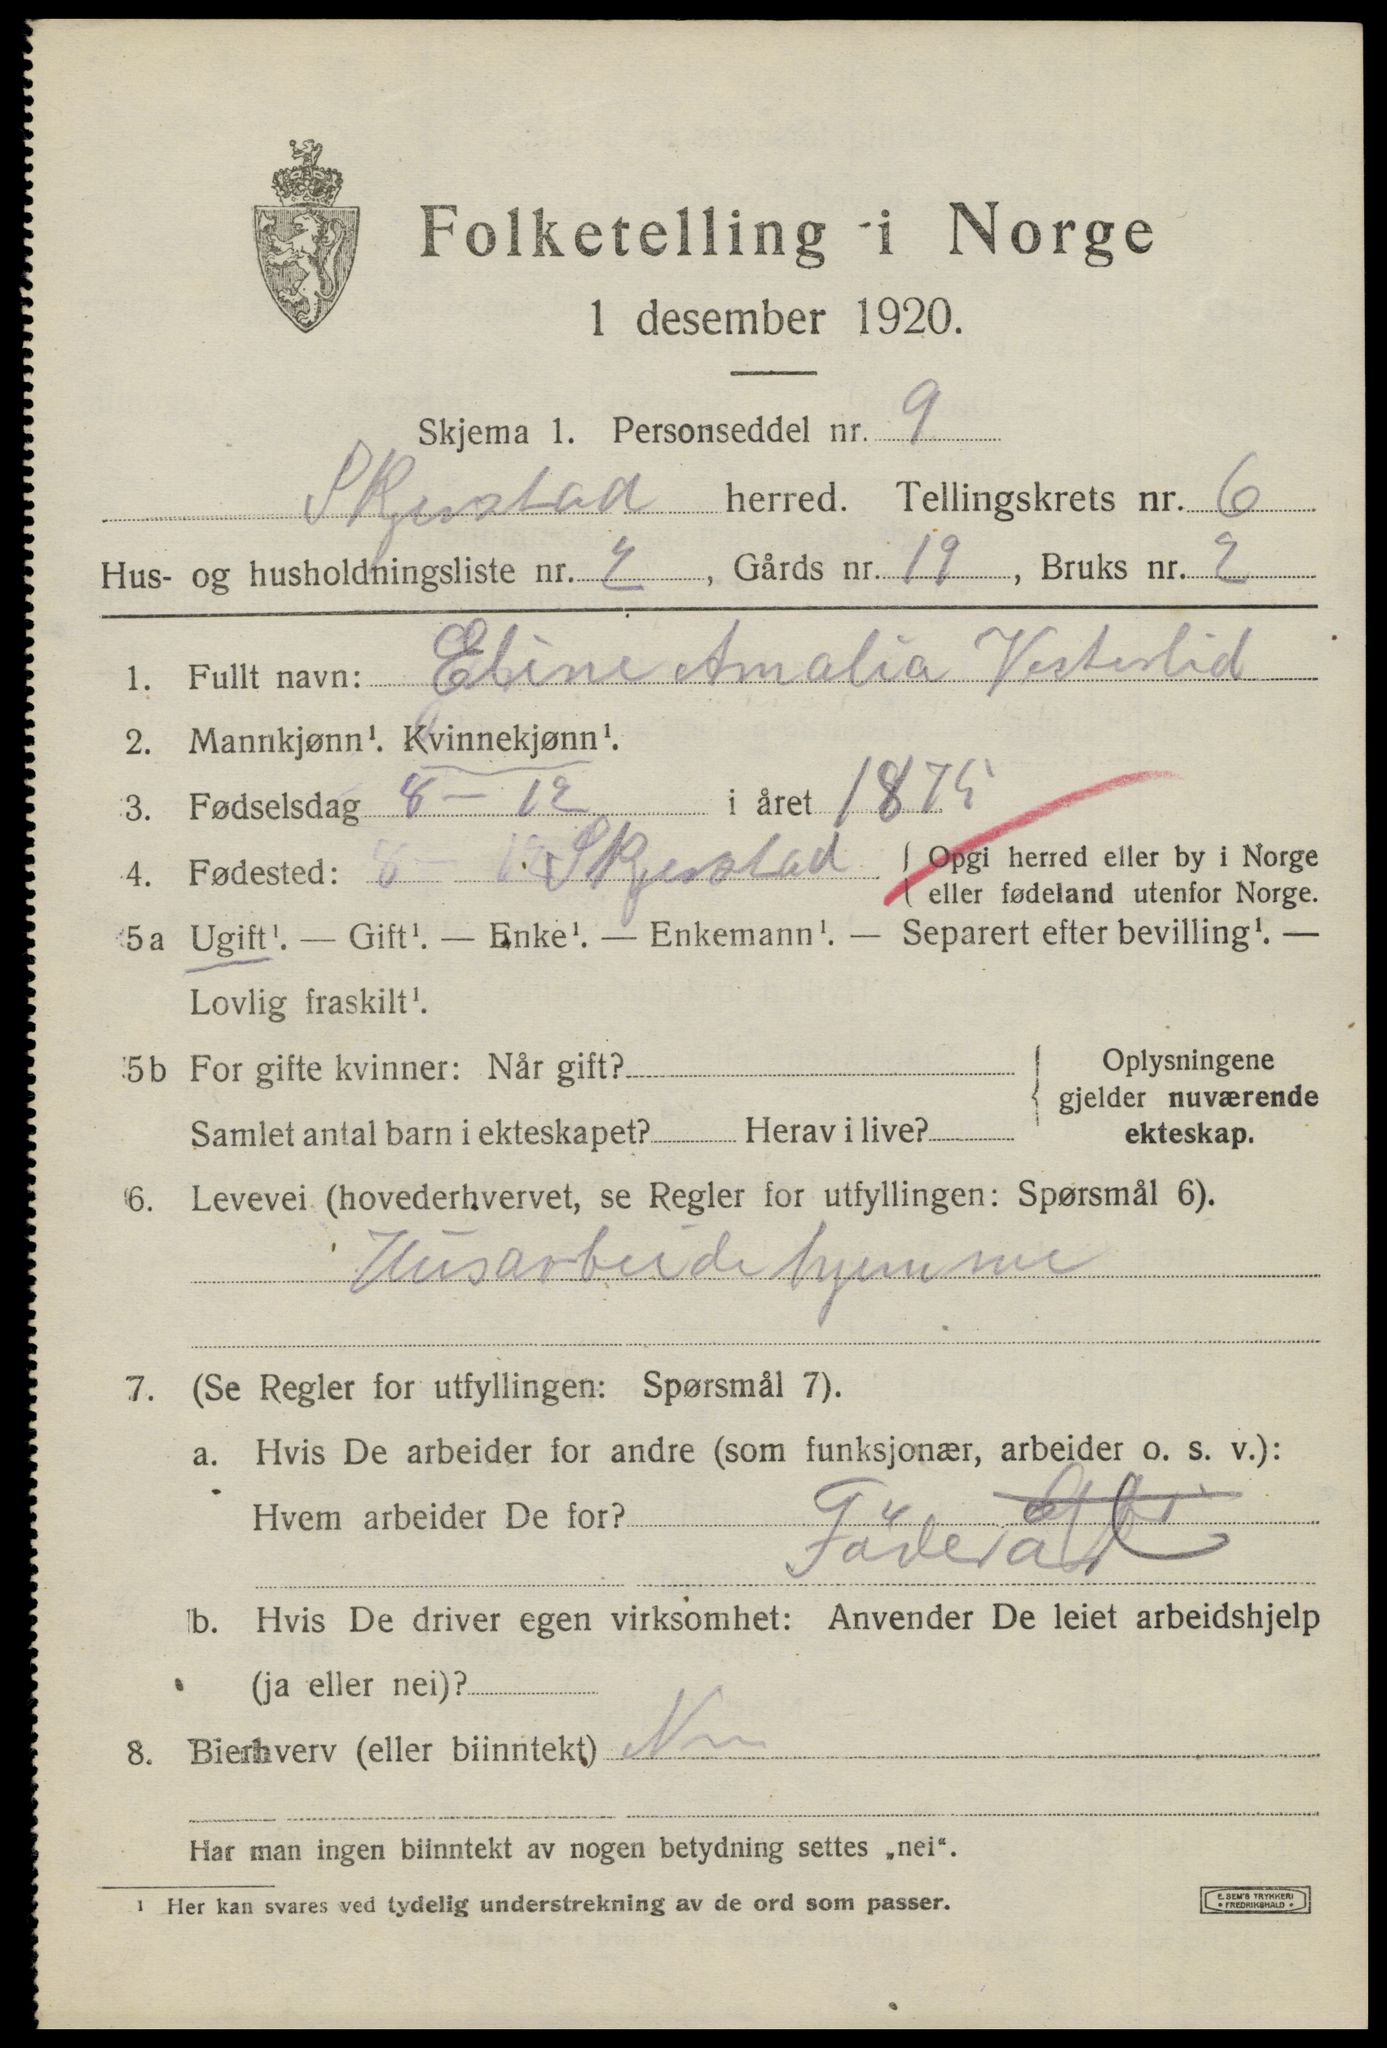 Folketelling i Norge
1 desember 1920.
Skjema 1. Personseddel nr. 9
Skjerstad herred. Tellingskrets nr. 6
Hus- og husholdningsliste nr. 2, Gårds nr. 19, Bruks nr. 2
1. Fullt navn: Eline Amalia Vesterlid
2. Mannkjønn¹. Kvinnekjønn¹.
3. Fødselsdag 8 - 12 i året 1875
4. Fødested: 8 - 12 Skjerstad { Opgi herred eller by i Norge
eller fødeland utenfor Norge.
5a Ugift¹. — Gift¹. — Enke¹. — Enkemann¹. — Separert efter bevilling¹. —
Lovlig fraskilt¹.
5b For gifte kvinner: Når gift?
Samlet antal barn i ekteskapet? Herav i live?
{ Oplysningene
gjelder nuværende
ekteskap.
6. Levevei (hovederhvervet, se Regler for utfyllingen: Spørsmål 6).
Husarbeide hjemme
7. (Se Regler for utfyllingen: Spørsmål 7).
a. Hvis De arbeider for andre (som funksjonær, arbeider o. s. v.):
Hvem arbeider De for?
Föderåd
b. Hvis De driver egen virksomhet: Anvender De leiet arbeidshjelp
(ja eller nei)?
8. Bierhverv (eller biinntekt) Nei
Har man ingen biinntekt av nogen betydning settes „nei“.
¹ Her kan svares ved tydelig understrekning av de ord som passer.
E. SEM'S TRYKKERI
• FREDRIKSHALD •